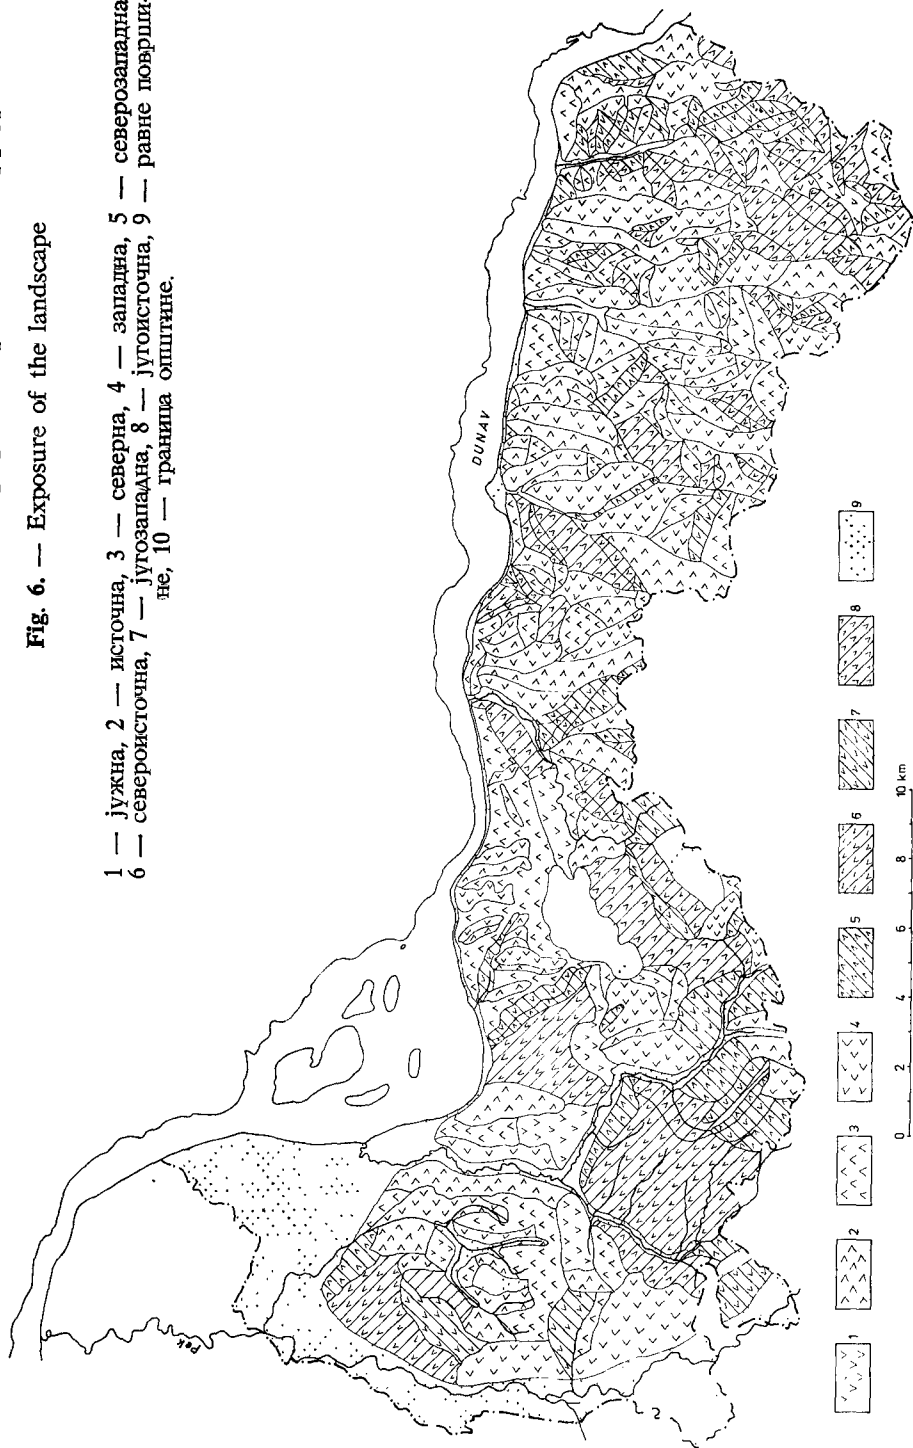 Fig. 6. — Exposure of the landscape
1 — јужна, 2 — источна, 3 — северна, 4 — западна, 5 — северозападна
6 — североисточна, 7 — југозападна, 8 — југоисточна, 9 — равне површи-
не, 10 — граница општине.
DUNAV
Pek
1 2 3 4 5 6 7 8 9
0 2 4 6 8 10 km